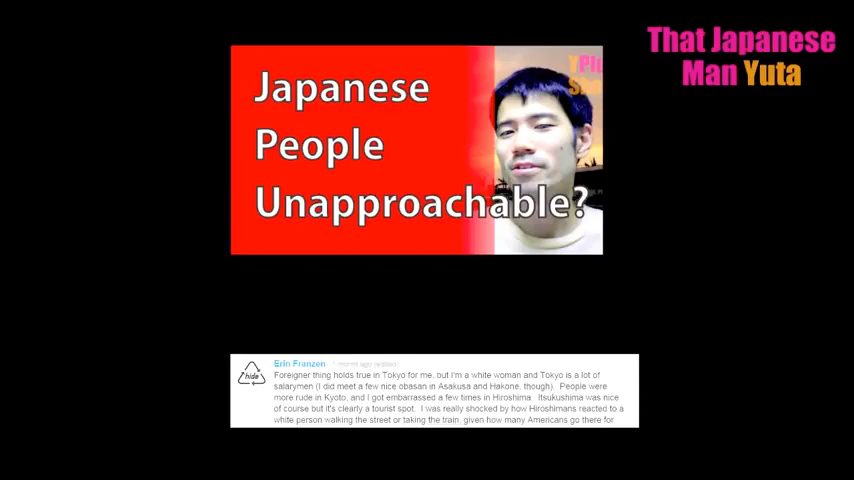 That Japanese
Man Yuta
Japanese
People
Unapproachable?
hide
Erin Franzen
Foreigner thing holds true in Tokyo for me, but I'm a white woman and Tokyo is a lot of
salarymen (I did meet a few nice obasan in Asakusa and Hakone, though). People were
more rude in Kyoto, and I got embarrassed a few times in Hiroshima. Itsukushima was nice
of course but it's clearly a tourist spot. I was really shocked by how Hiroshimans reacted to a
white person walking the street or taking the train, given how many Americans go there for